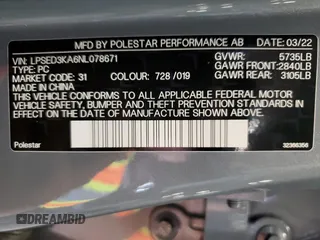 MFD BY POLESTAR PERFORMANCE AB 03/22
VIN: LPSED3KA6NL078671 GVWR: 5735LB
TYPE: PC GAWR FRONT: 2840LB
MARKET: 31 COLOUR: 728 /019 GAWR REAR: 3105LB
MADE IN CHINA
THIS VEHICLE CONFORMS TO ALL APPLICABLE FEDERAL MOTOR
VEHICLE SAFETY, BUMPER AND THEFT PREVENTION STANDARDS
IN EFFECT ON THE DATE OF MANUFACTURE SHOWN ABOVE.
Polestar 32366356
DREAMBID